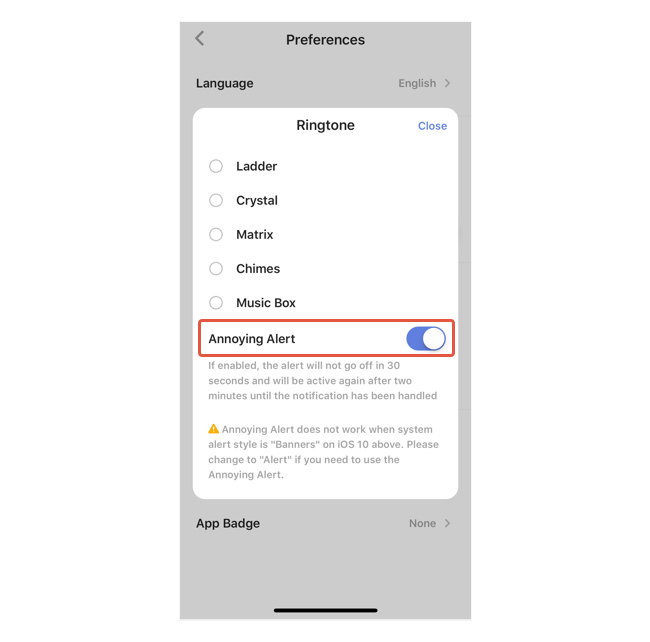 Preferences
Language English
Ringtone Close
Ladder
Crystal
Matrix
Chimes
Music Box
Annoying Alert
If enabled, the alert will not go off in 30
seconds and will be active again after two
minutes until the notification has been handled
Annoying Alert does not work when system
alert style is "Banners" on iOS 10 above. Please
change to "Alert" if you need to use the
Annoying Alert.
App Badge None